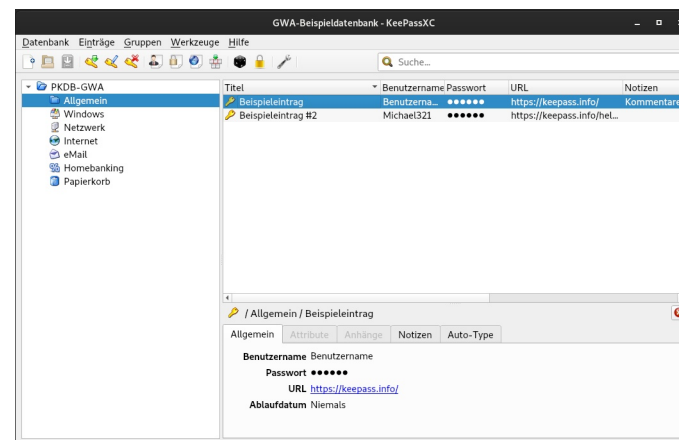 GWA-Beispieldatenbank - KeePassXC
Datenbank Einträge Gruppen Werkzeuge Hilfe
Suche...
PKDB-GWA
Allgemein
Windows
Netzwerk
Internet
eMail
Homebanking
Papierkorb
Titel Benutzername Passwort URL Notizen
Beispieleintrag Benutzerna... ●●●●●● https://keepass.info/ Kommentare
Beispieleintrag #2 Michael321 ●●●●●● https://keepass.info/hel...
/ Allgemein / Beispieleintrag
Allgemein Attribute Anhänge Notizen Auto-Type
Benutzername Benutzername
Passwort ●●●●●●
URL https://keepass.info/
Ablaufdatum Niemals